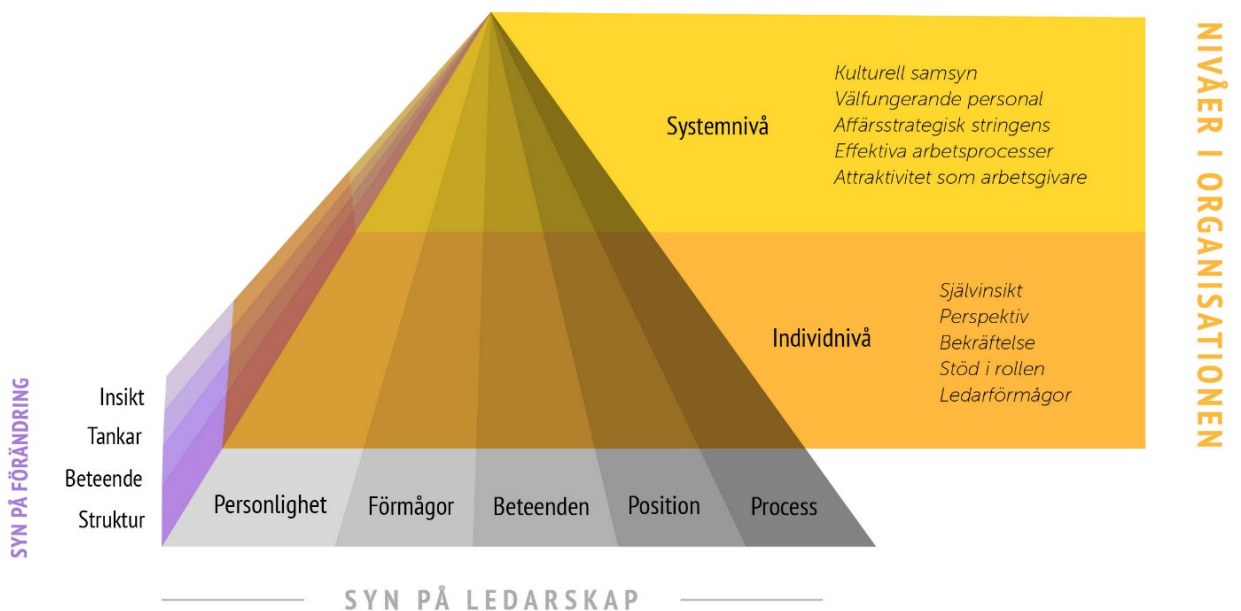 Systemnivå
Kulturell samsyn
Välfungerande personal
Affärsstrategisk stringens
Effektiva arbetsprocesser
Attraktivitet som arbetsgivare
Individnivå
Självinsikt
Perspektiv
Bekräftelse
Stöd i rollen
Ledarförmågor
NIVÅER I ORGANISATIONEN
SYN PÅ FÖRÄNDRING
Insikt
Tankar
Beteende
Struktur
Personlighet
Förmågor
Beteenden
Position
Process
SYN PÅ LEDARSKAP